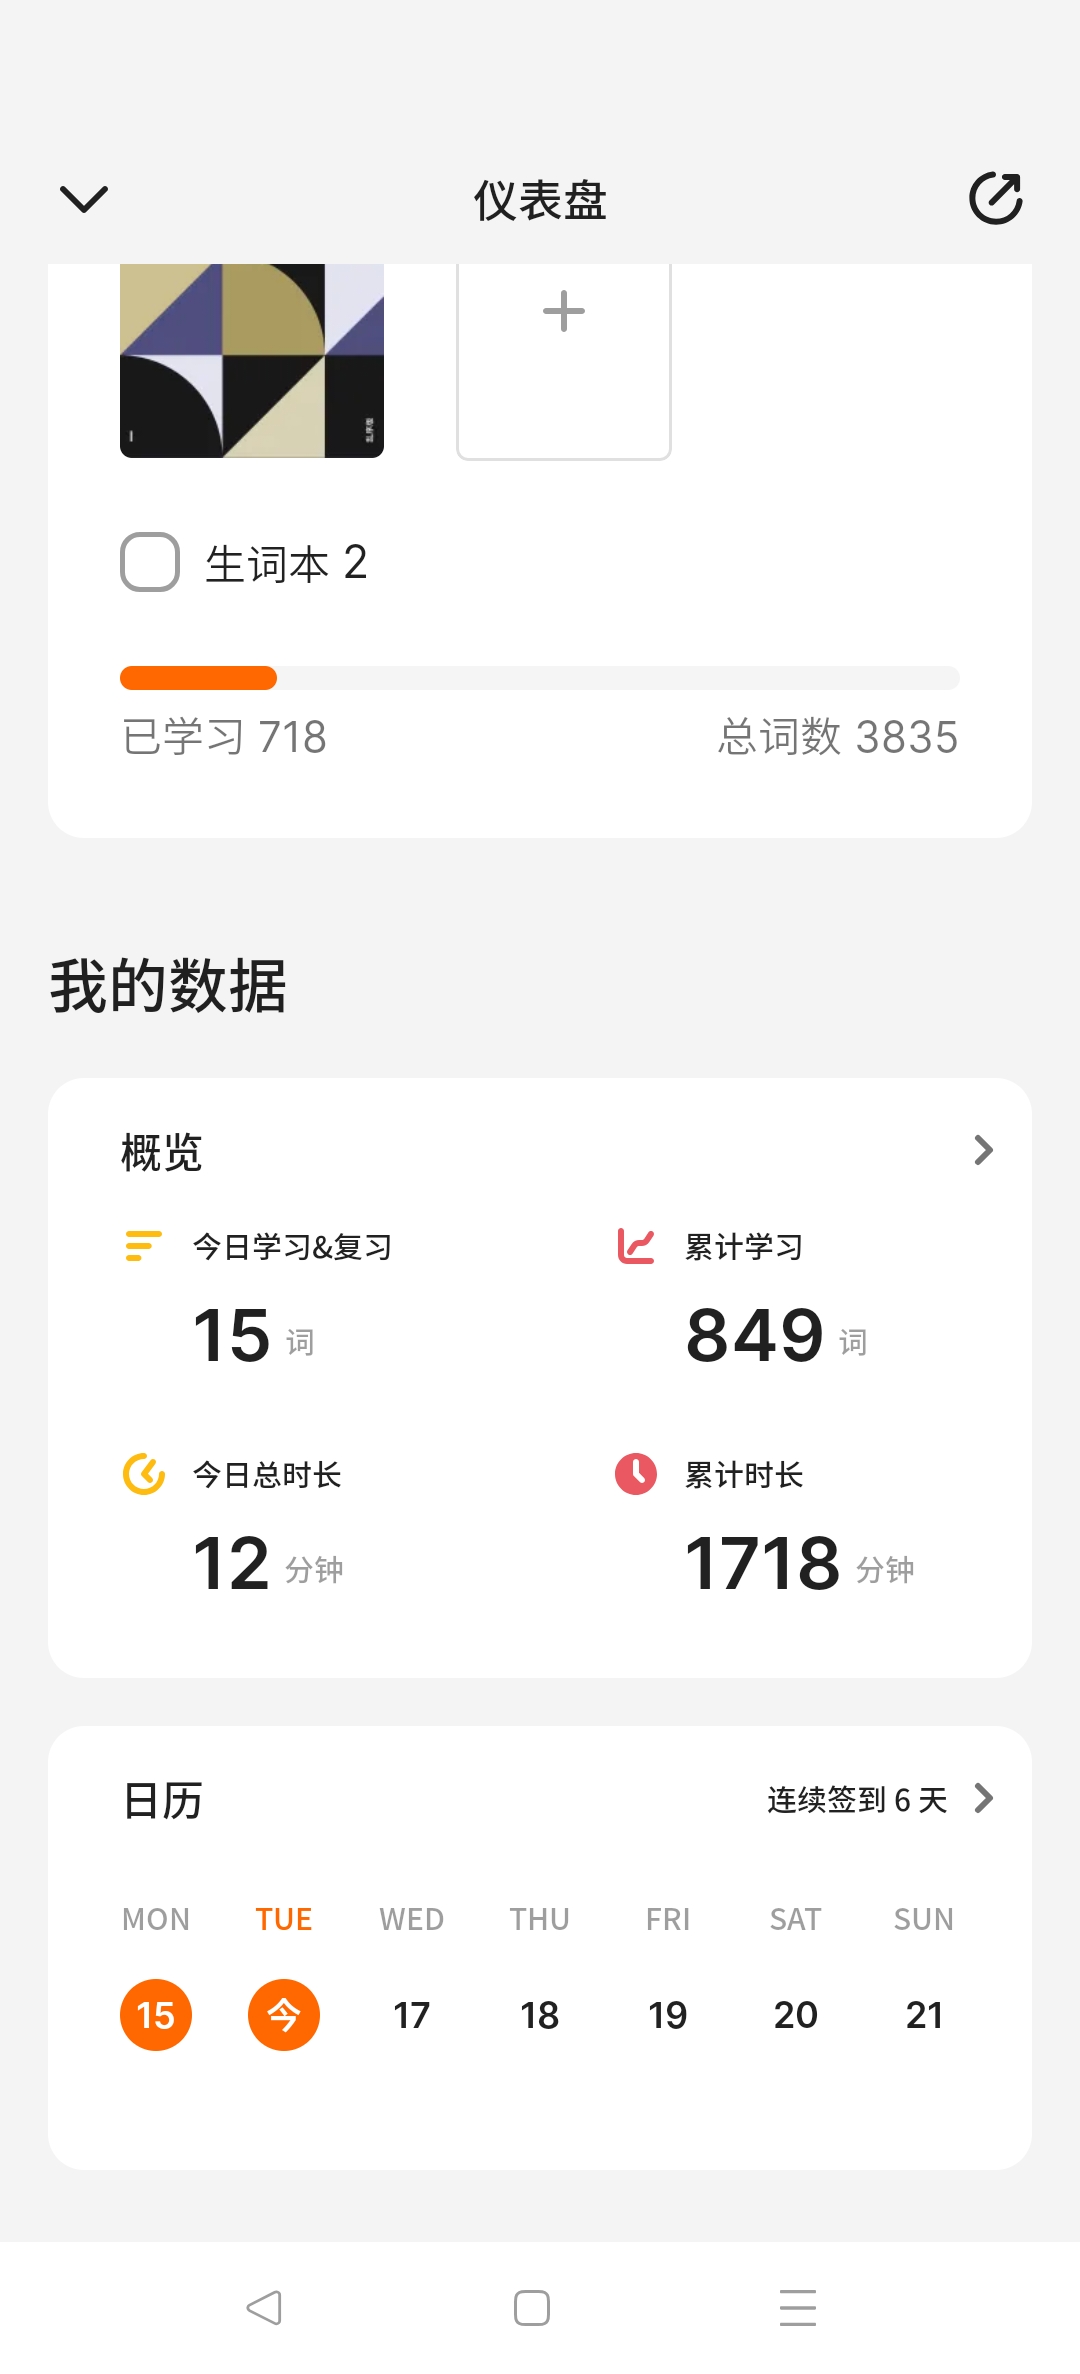 仪表盘
乱序版
生词本 2
已学习 718
总词数 3835
我的数据
概览
今日学习&复习
15 词
累计学习
849 词
今日总时长
12 分钟
累计时长
1718 分钟
日历
连续签到 6 天
MON TUE WED THU FRI SAT SUN
15 今 17 18 19 20 21